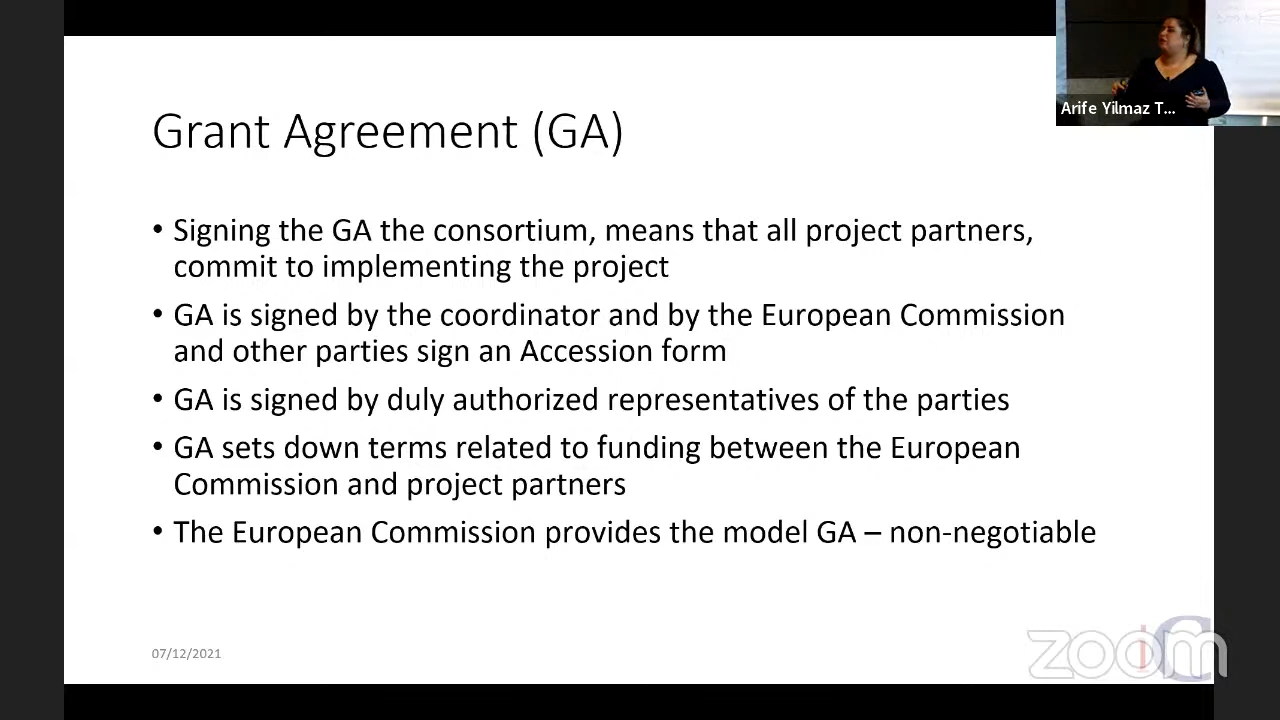 Arife Yilmaz T...
Grant Agreement (GA)
• Signing the GA the consortium, means that all project partners,
commit to implementing the project
• GA is signed by the coordinator and by the European Commission
and other parties sign an Accession form
• GA is signed by duly authorized representatives of the parties
• GA sets down terms related to funding between the European
Commission and project partners
• The European Commission provides the model GA – non-negotiable
07/12/2021
zoom